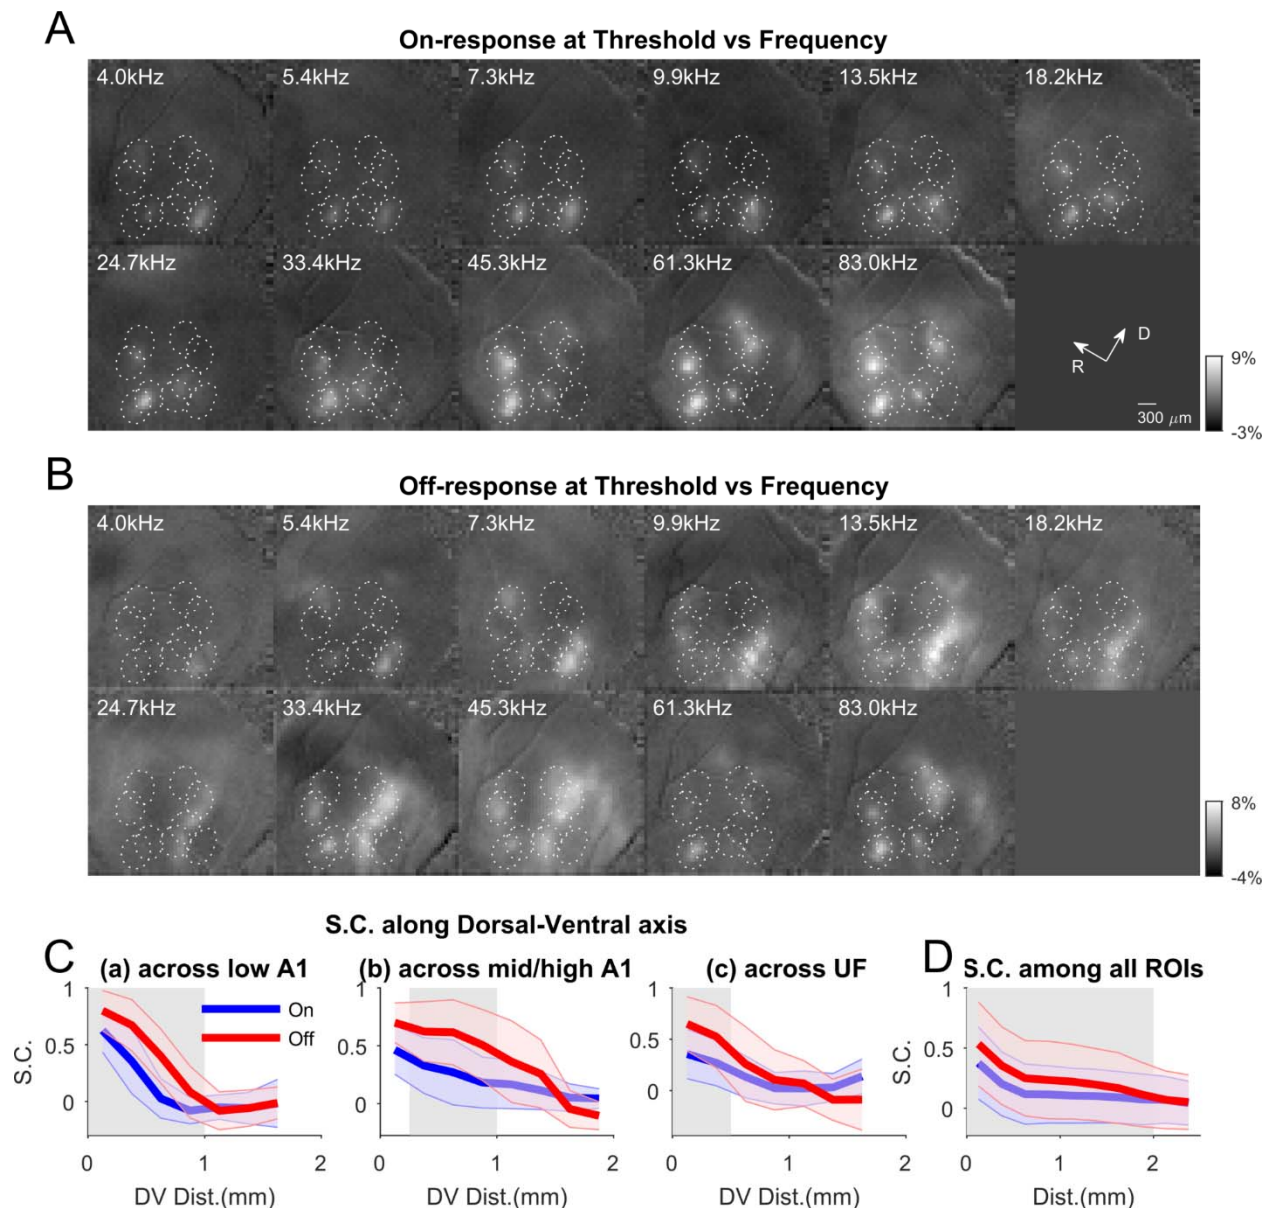 A
On-response at Threshold vs Frequency
4.0kHz 5.4kHz 7.3kHz 9.9kHz 13.5kHz 18.2kHz
24.7kHz 33.4kHz 45.3kHz 61.3kHz 83.0kHz
D
R
300 μm
9%
-3%
B
Off-response at Threshold vs Frequency
4.0kHz 5.4kHz 7.3kHz 9.9kHz 13.5kHz 18.2kHz
24.7kHz 33.4kHz 45.3kHz 61.3kHz 83.0kHz
8%
-4%
S.C. along Dorsal-Ventral axis
C (a) across low A1 (b) across mid/high A1 (c) across UF D S.C. among all ROIs
1 1 1 1
On
Off
S.C. 0.5 0.5 0.5 S.C. 0.5
0 0 0 0
0 1 2 0 1 2 0 1 2 0 1 2
DV Dist.(mm) DV Dist.(mm) DV Dist.(mm) Dist.(mm)